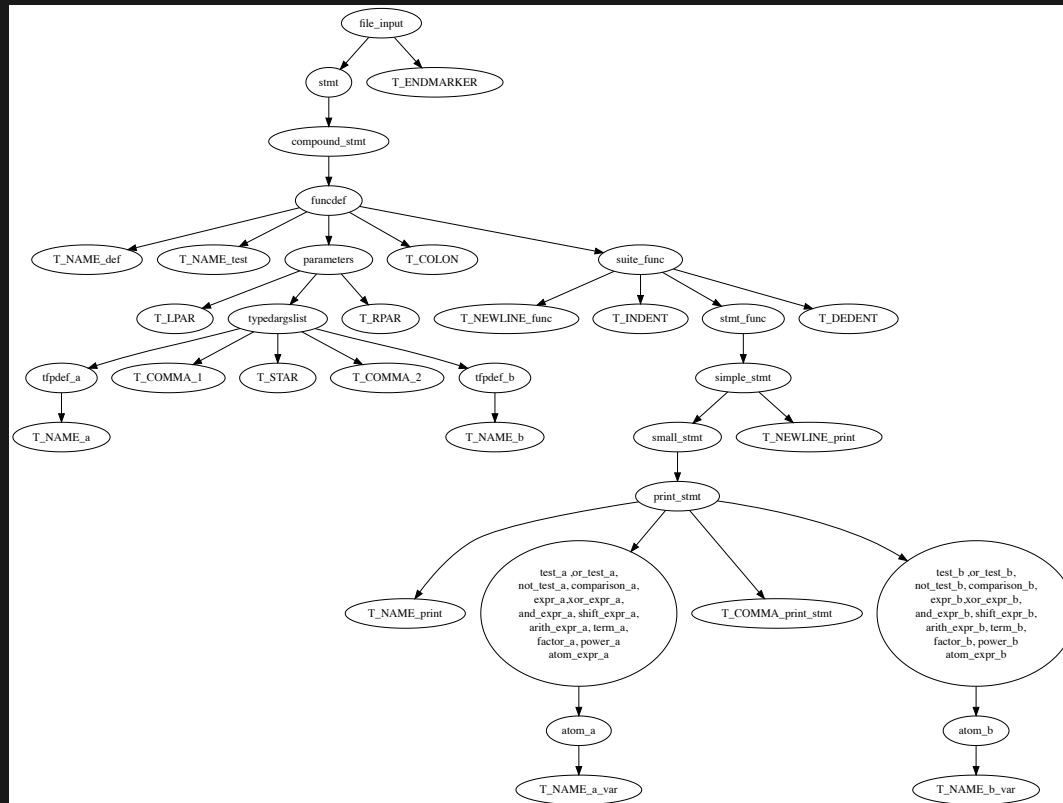 file_input
stmt
T_ENDMARKER
compound_stmt
funcdef
T_NAME_def
T_NAME_test
parameters
T_COLON
suite_func
T_LPAR
typedargslist
T_RPAR
T_NEWLINE_func
T_INDENT
stmt_func
T_DEDENT
tfpdef_a
T_COMMA_1
T_STAR
T_COMMA_2
tfpdef_b
simple_stmt
T_NAME_a
T_NAME_b
small_stmt
T_NEWLINE_print
print_stmt
T_NAME_print
test_a ,or_test_a,
not_test_a, comparison_a,
expr_a,xor_expr_a,
and_expr_a, shift_expr_a,
arith_expr_a, term_a,
factor_a, power_a
atom_expr_a
T_COMMA_print_stmt
test_b ,or_test_b,
not_test_b, comparison_b,
expr_b,xor_expr_b,
and_expr_b, shift_expr_b,
arith_expr_b, term_b,
factor_b, power_b
atom_expr_b
atom_a
atom_b
T_NAME_a_var
T_NAME_b_var